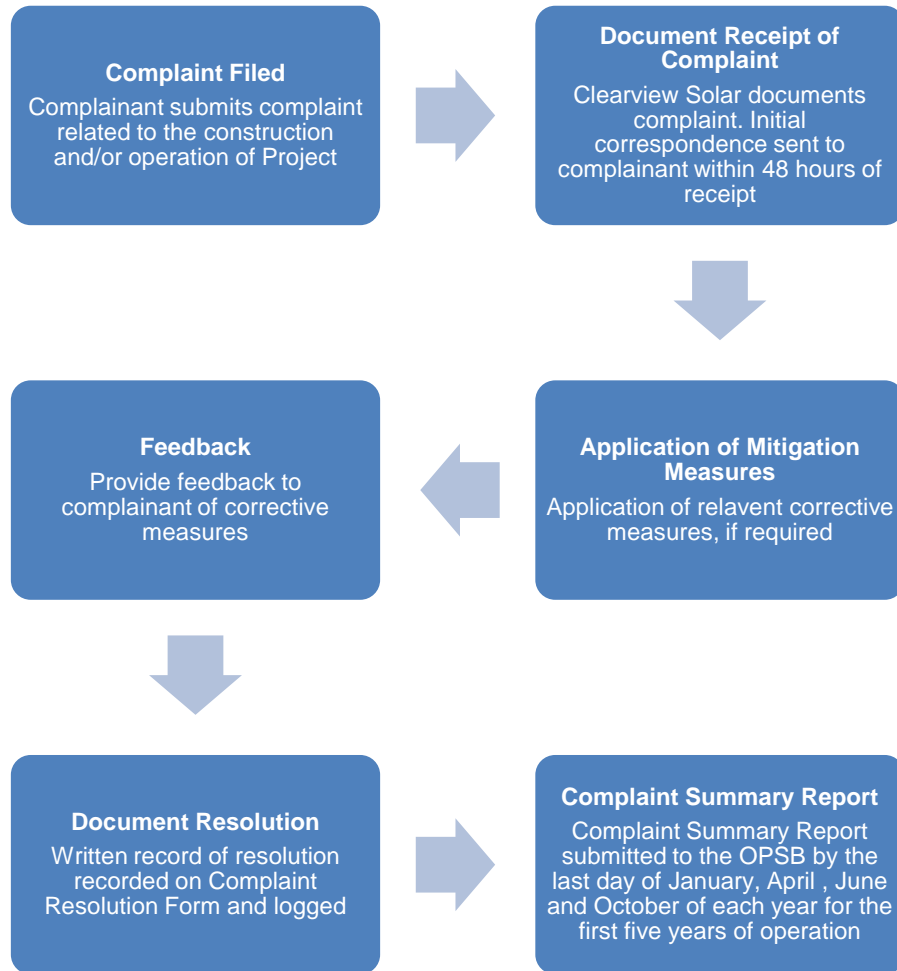 Complaint Filed
Complainant submits complaint
related to the construction
and/or operation of Project
Document Receipt of
Complaint
Clearview Solar documents
complaint. Initial
correspondence sent to
complainant within 48 hours of
receipt
Application of Mitigation
Measures
Application of relavent corrective
measures, if required
Feedback
Provide feedback to
complainant of corrective
measures
Document Resolution
Written record of resolution
recorded on Complaint
Resolution Form and logged
Complaint Summary Report
Complaint Summary Report
submitted to the OPSB by the
last day of January, April , June
and October of each year for the
first five years of operation